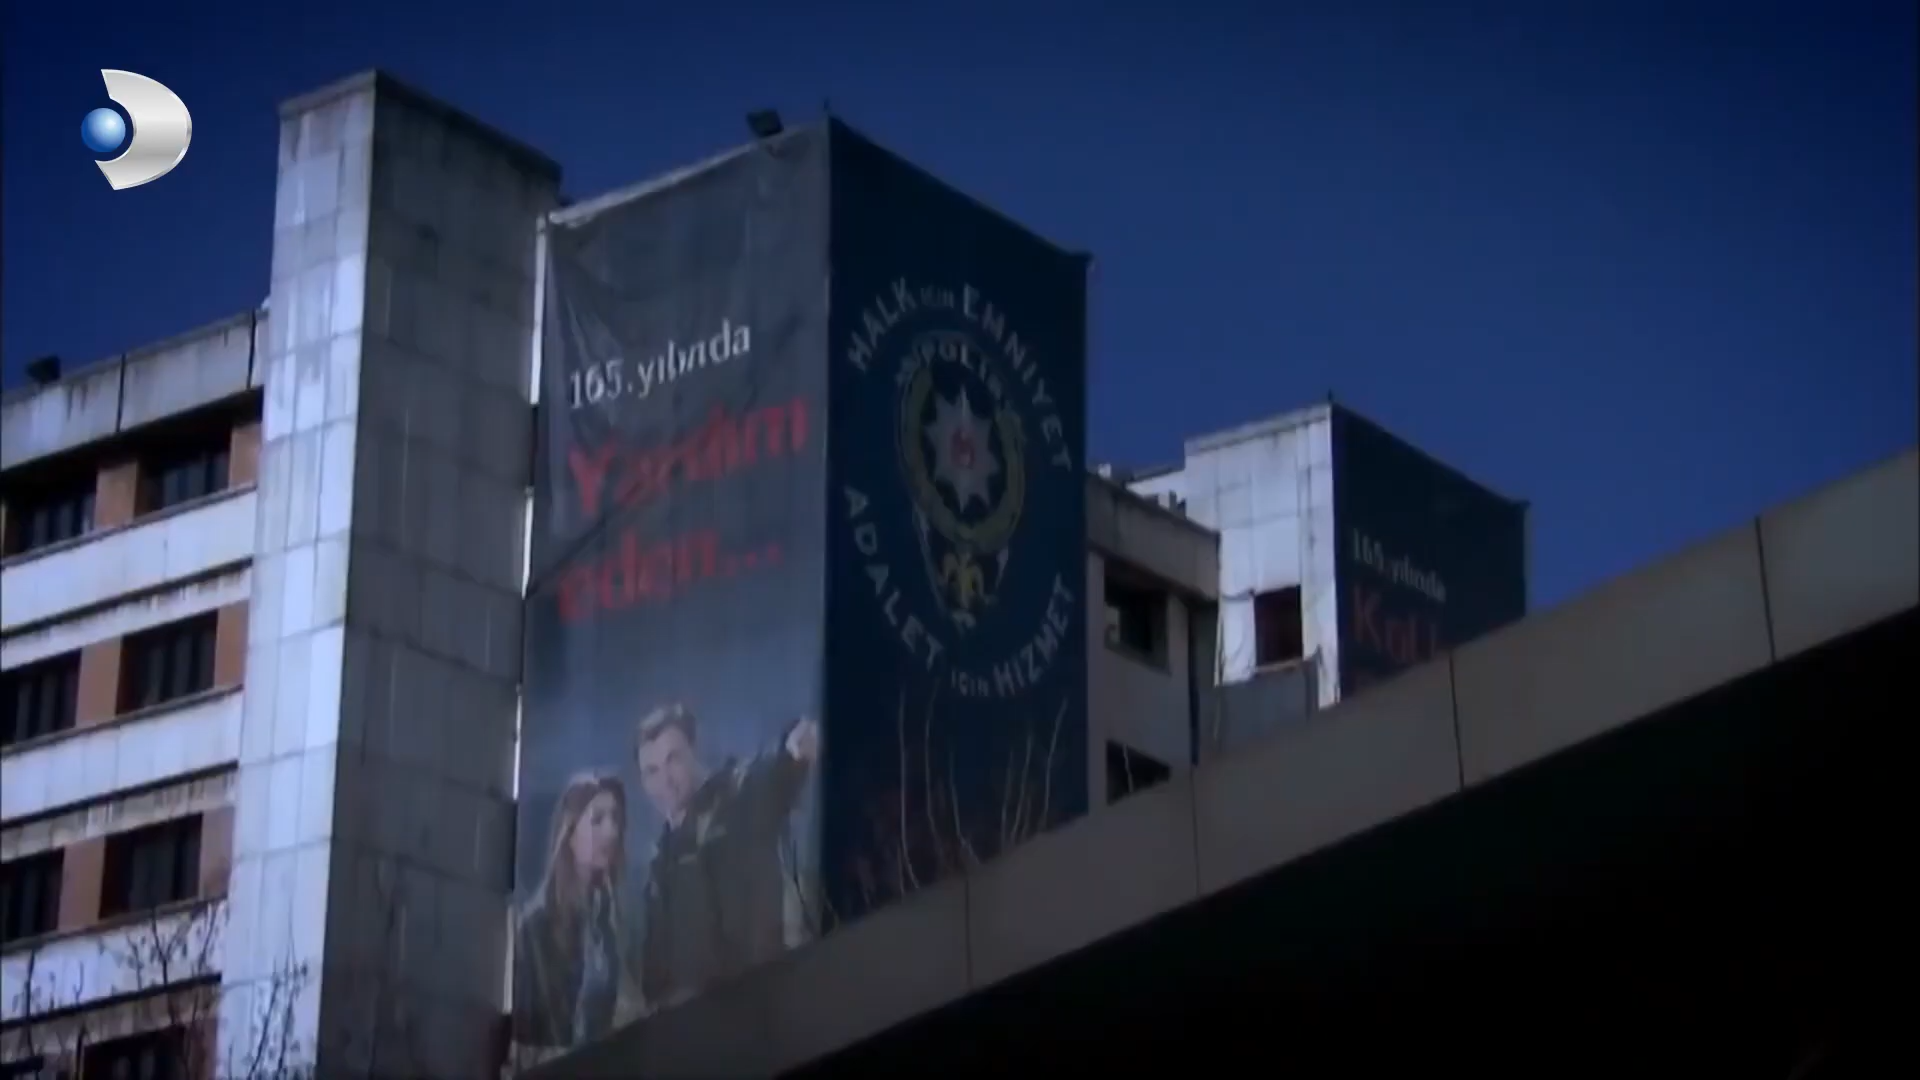 165.yılında
Yardım
eden...
HALK için EMNİYET
POLİS
ADALET için HİZMET
165.yılında